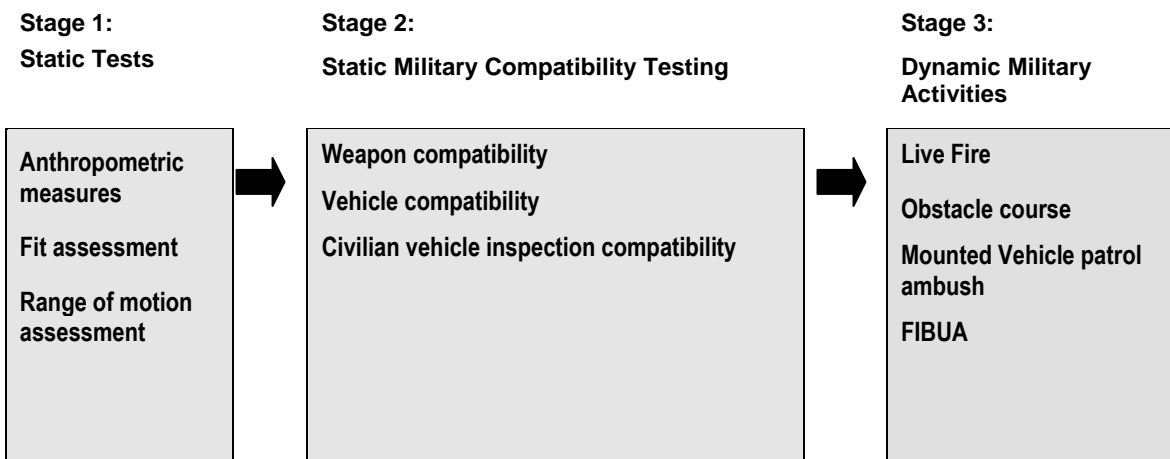 Stage 1:
Static Tests
Anthropometric
measures
Fit assessment
Range of motion
assessment
Stage 2:
Static Military Compatibility Testing
Weapon compatibility
Vehicle compatibility
Civilian vehicle inspection compatibility
Stage 3:
Dynamic Military
Activities
Live Fire
Obstacle course
Mounted Vehicle patrol
ambush
FIBUA